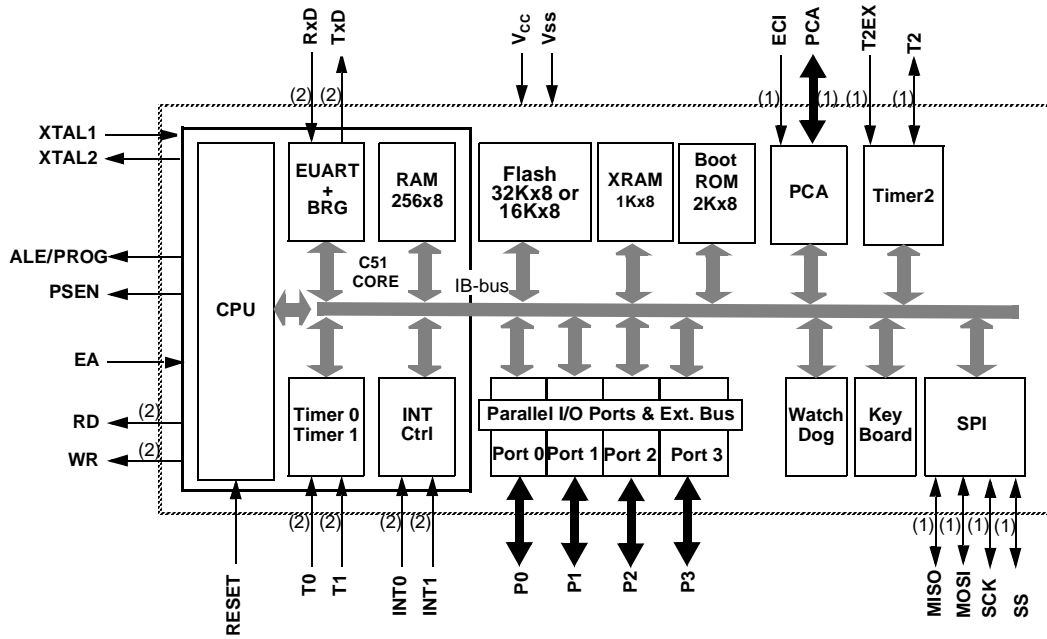 RxD
TxD
VCC
Vss
ECI
PCA
T2EX
T2
(2)
(2)
(1)
(1)
(1)
(1)
XTAL1
XTAL2
ALE/PROG
PSEN
EA
RD
(2)
WR
(2)
CPU
EUART
+
BRG
RAM
256x8
C51
CORE
IB-bus
Flash
32Kx8 or
16Kx8
XRAM
1Kx8
Boot
ROM
2Kx8
PCA
Timer2
Timer 0
Timer 1
INT
Ctrl
Parallel I/O Ports & Ext. Bus
Port 0
Port 1
Port 2
Port 3
Watch
Dog
Key
Board
SPI
(2)
(2)
(2)
(2)
(1)
(1)
(1)
(1)
RESET
T0
T1
INT0
INT1
P0
P1
P2
P3
MISO
MOSI
SCK
SS